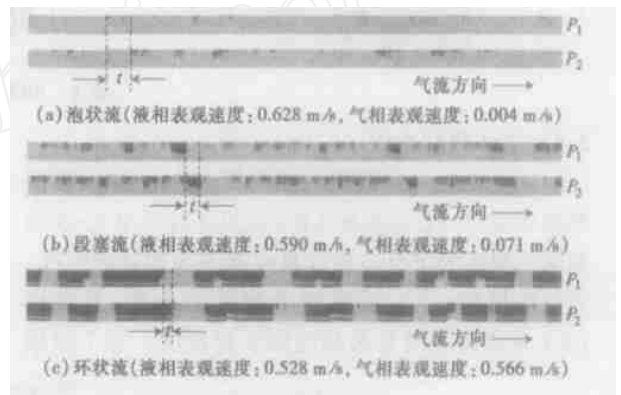 P₁
P₂
t
气流方向
(a)泡状流(液相表观速度:0.628 m/s,气相表观速度:0.004 m/s)
P₁
P₂
t
气流方向
(b)段塞流(液相表观速度:0.590 m/s,气相表观速度:0.071 m/s)
P₁
P₂
t
气流方向
(c)环状流(液相表观速度:0.528 m/s,气相表观速度:0.566 m/s)